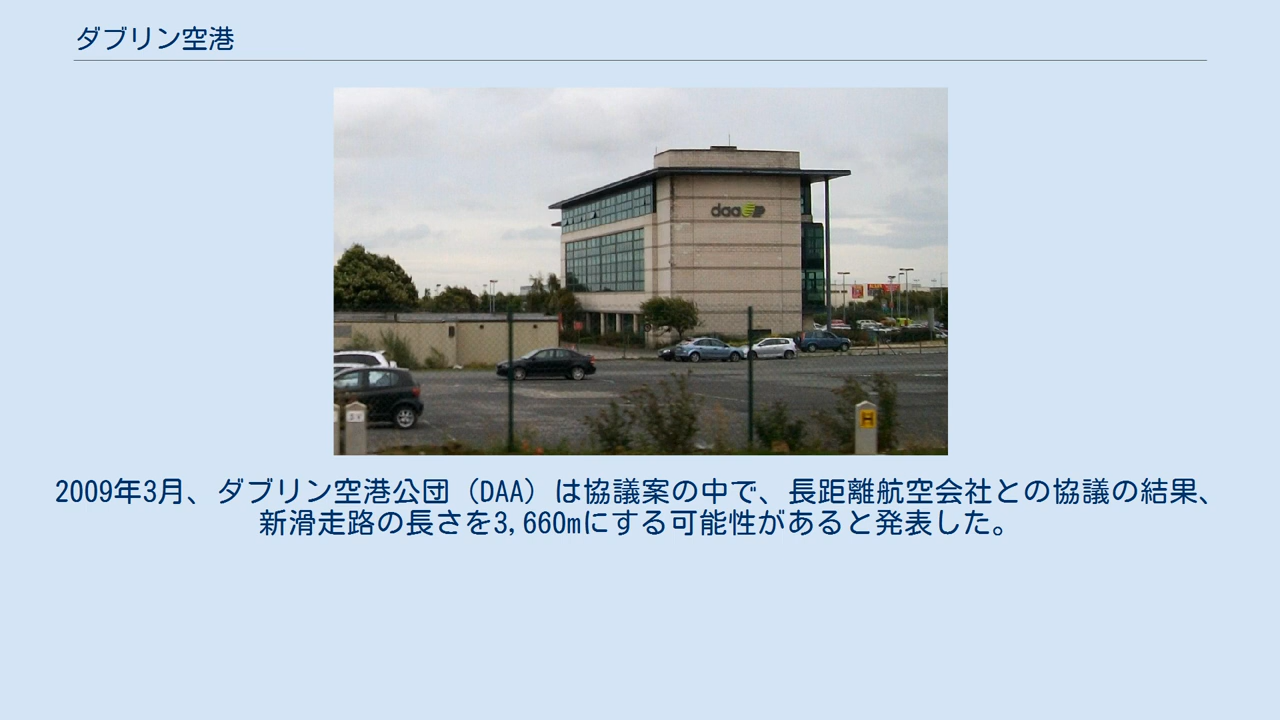 ダブリン空港
daa
2009年3月、ダブリン空港公団（DAA）は協議案の中で、長距離航空会社との協議の結果、
新滑走路の長さを3,660mにする可能性があると発表した。
H